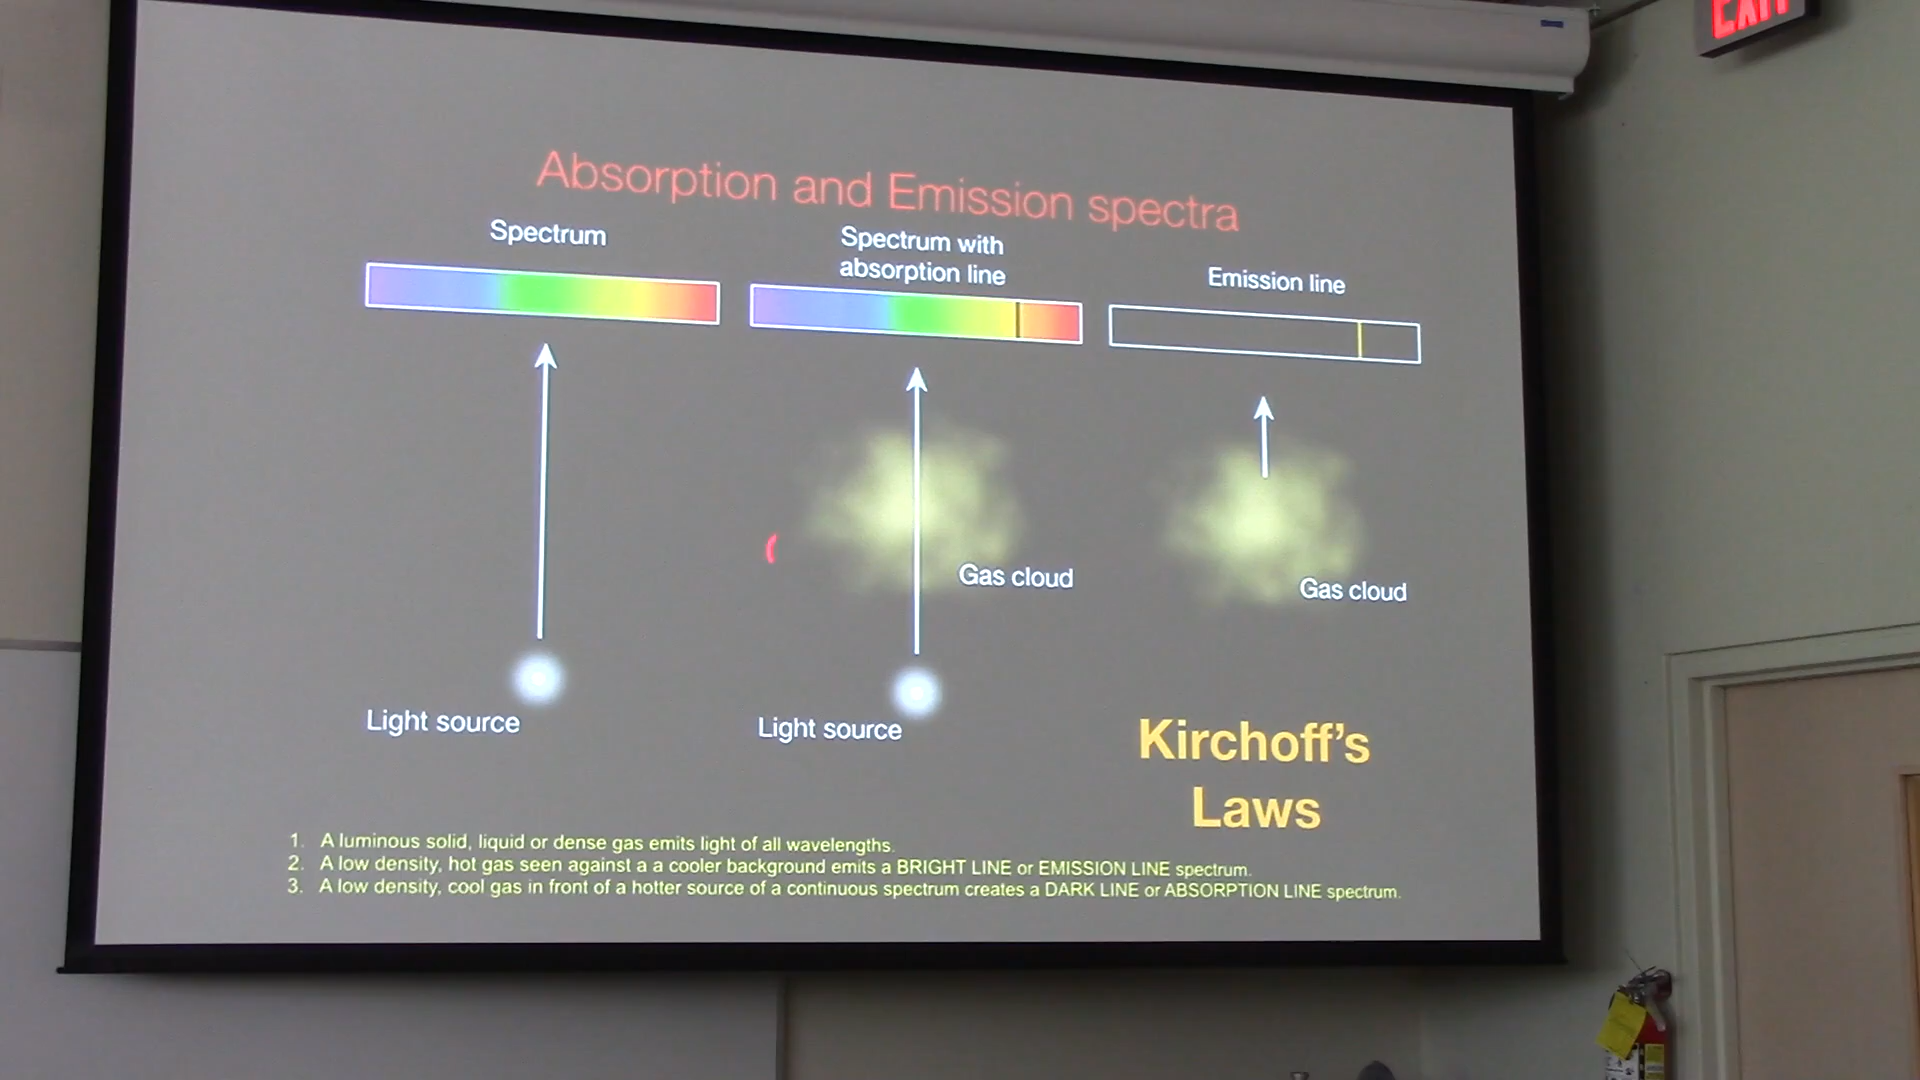 EXIT
Absorption and Emission spectra
Spectrum
Spectrum with
absorption line
Emission line
Gas cloud
Gas cloud
Light source
Light source
Kirchoff's
Laws
1. A luminous solid, liquid or dense gas emits light of all wavelengths.
2. A low density, hot gas seen against a a cooler background emits a BRIGHT LINE or EMISSION LINE spectrum.
3. A low density, cool gas in front of a hotter source of a continuous spectrum creates a DARK LINE or ABSORPTION LINE spectrum.